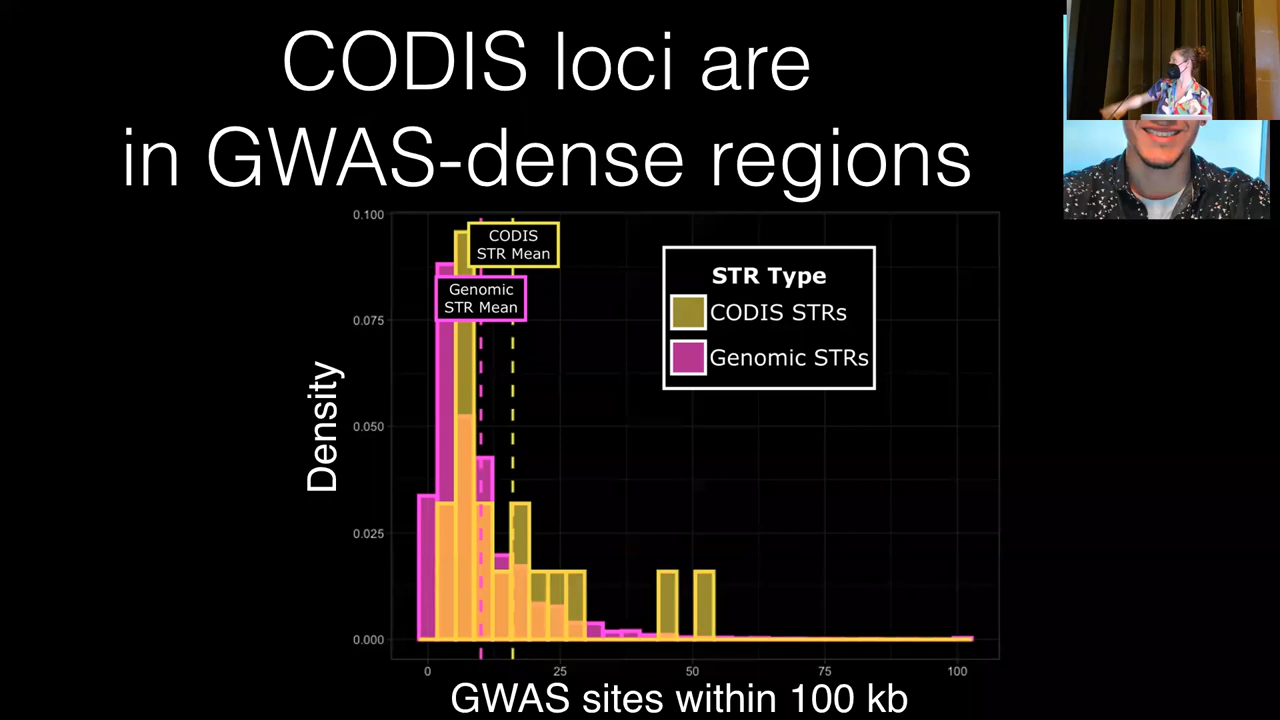 CODIS loci are
in GWAS-dense regions
0.100
0.075
0.050
0.025
0.000
Density
CODIS
STR Mean
Genomic
STR Mean
STR Type
CODIS STRs
Genomic STRs
0
25
50
75
100
GWAS sites within 100 kb